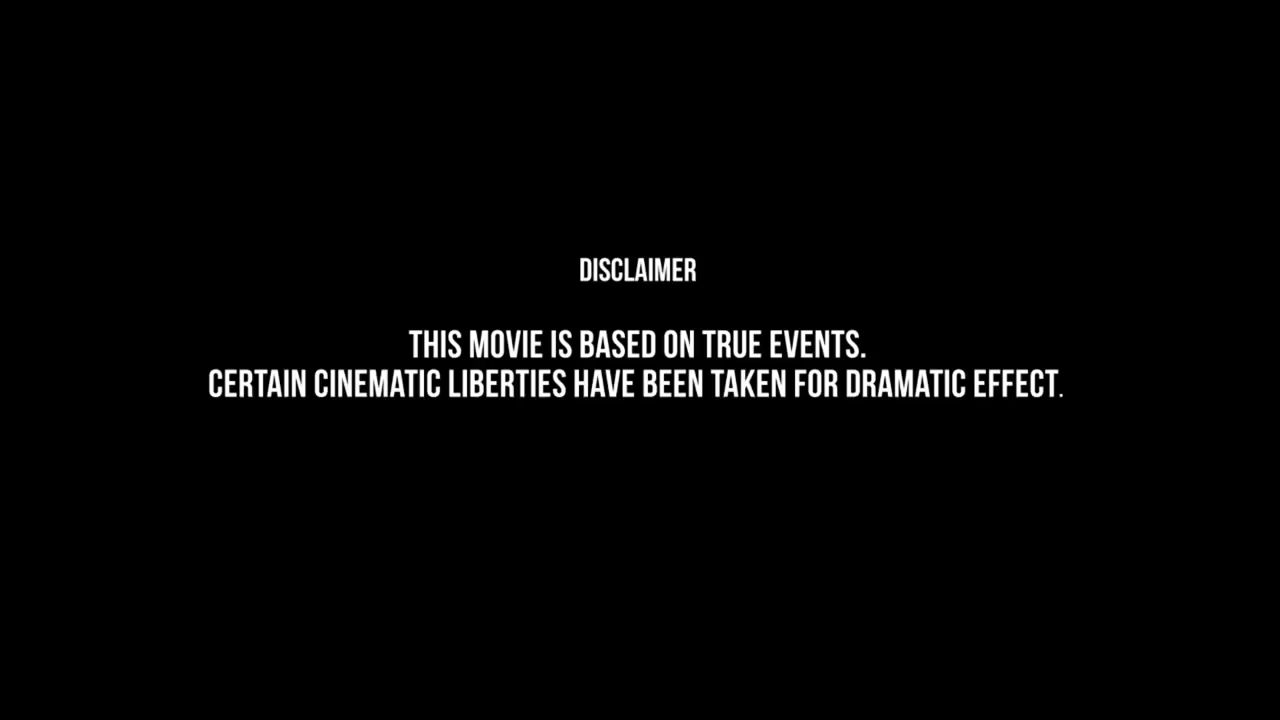 DISCLAIMER
THIS MOVIE IS BASED ON TRUE EVENTS.
CERTAIN CINEMATIC LIBERTIES HAVE BEEN TAKEN FOR DRAMATIC EFFECT.